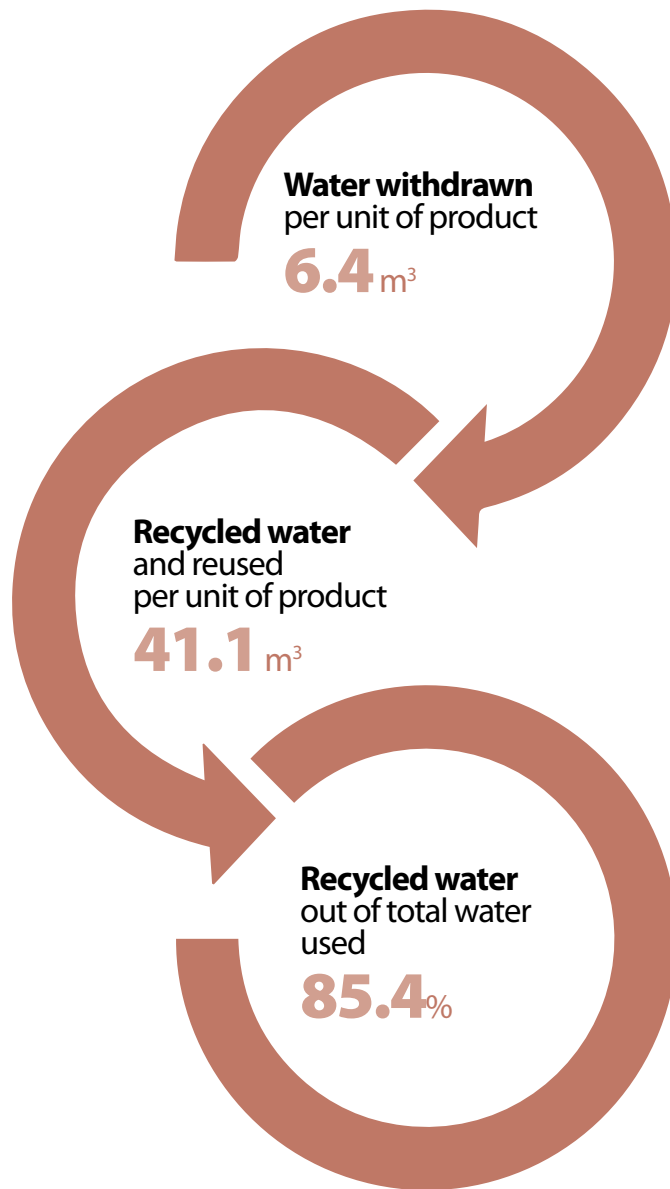 Water withdrawn
per unit of product
6.4 m³
Recycled water
and reused
per unit of product
41.1 m³
Recycled water
out of total water
used
85.4%